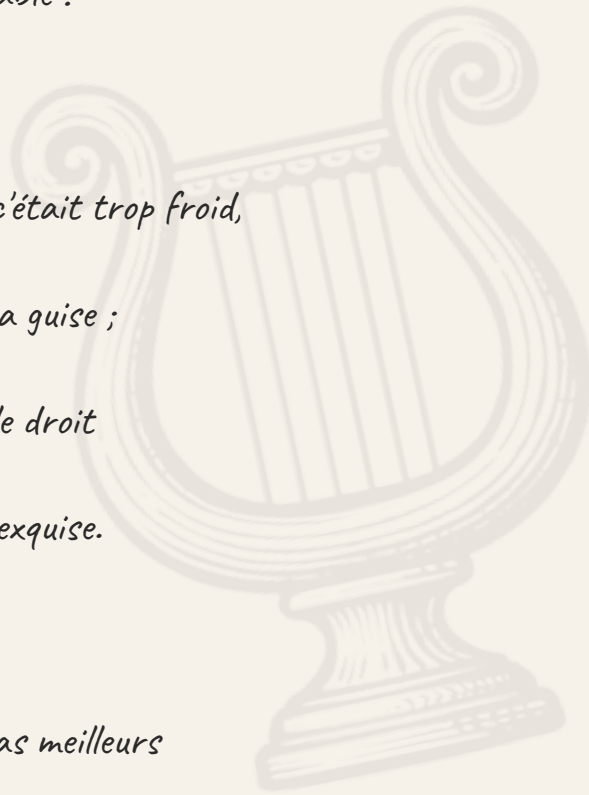 c'était trop froid,
a guise ;
le droit
exquise.
as meilleurs